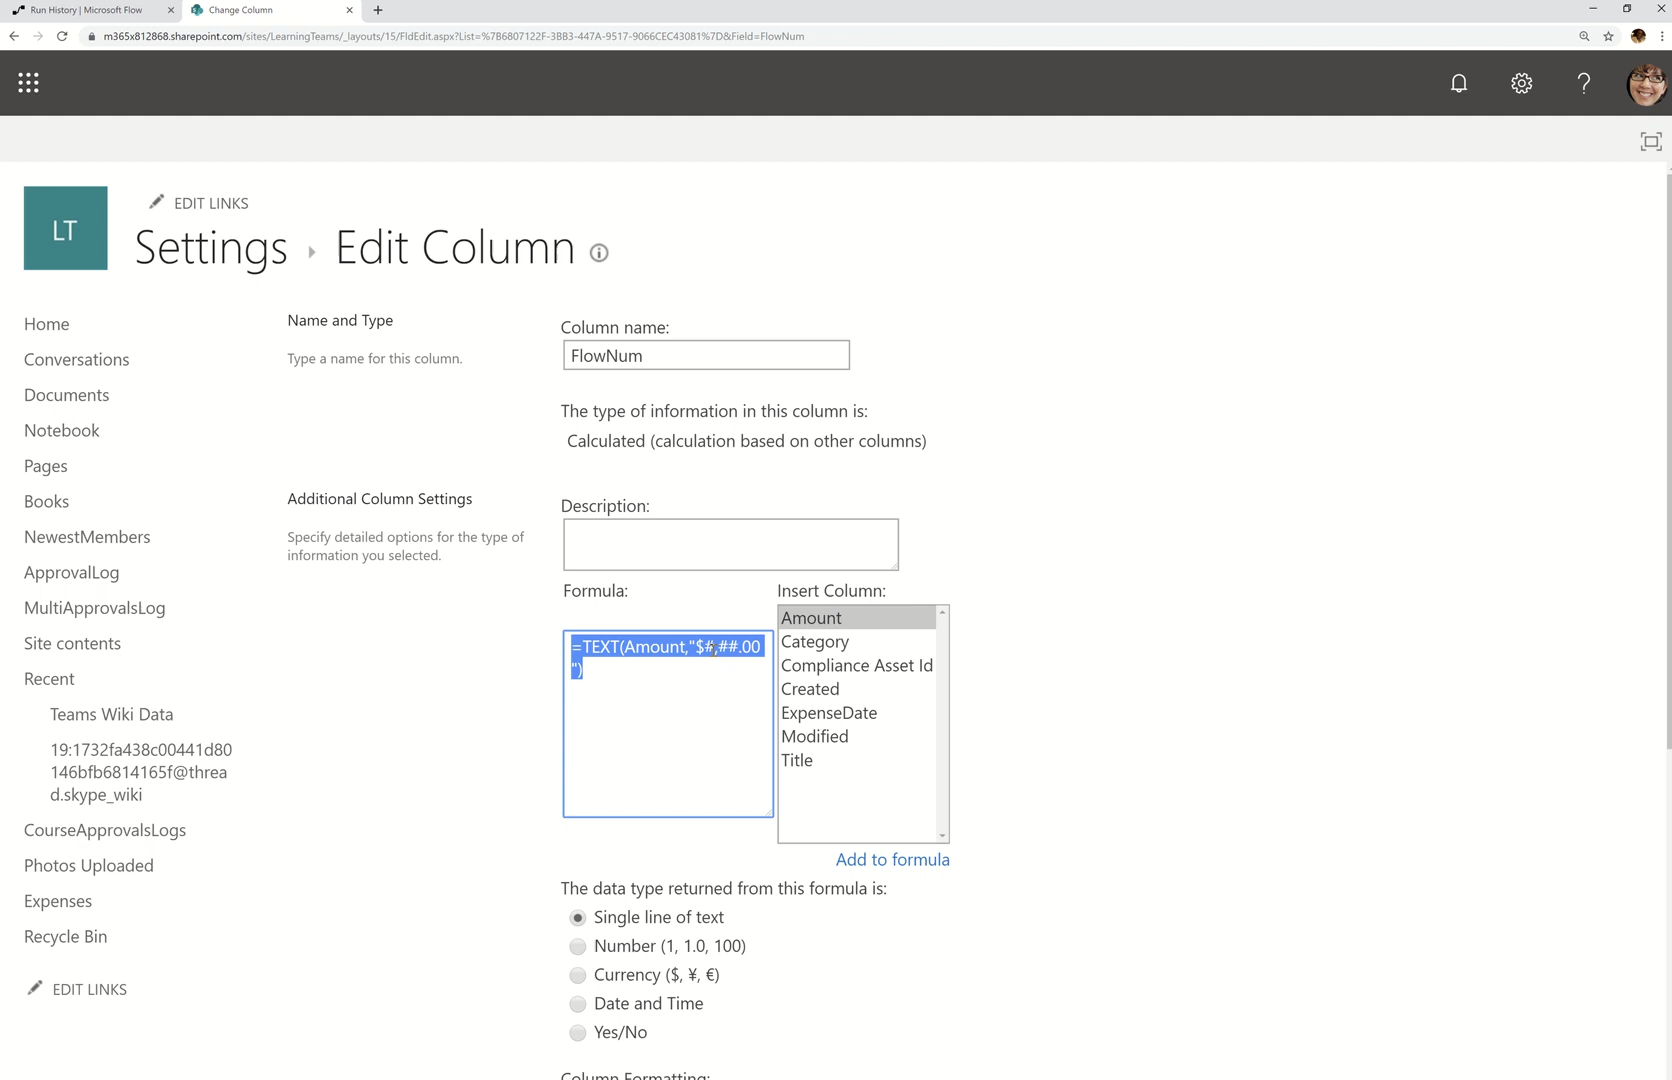 Run History | Microsoft Flow
Change Column
m365x812868.sharepoint.com/sites/LearningTeams/_layouts/15/FldEdit.aspx?List=%7B6807122F-3BB3-447A-9517-9066CEC43081%7D&Field=FlowNum
LT
EDIT LINKS
Settings
Edit Column
Home
Conversations
Documents
Notebook
Pages
Books
NewestMembers
ApprovalLog
MultiApprovalsLog
Site contents
Recent
Teams Wiki Data
19:1732fa438c00441d80
146bfb6814165f@threa
d.skype_wiki
CourseApprovalsLogs
Photos Uploaded
Expenses
Recycle Bin
EDIT LINKS
Name and Type
Type a name for this column.
Column name:
FlowNum
The type of information in this column is:
Calculated (calculation based on other columns)
Additional Column Settings
Specify detailed options for the type of
information you selected.
Description:
Formula:
=TEXT(Amount,"$#,##.00
")
Insert Column:
Amount
Category
Compliance Asset Id
Created
ExpenseDate
Modified
Title
Add to formula
The data type returned from this formula is:
Single line of text
Number (1, 1.0, 100)
Currency ($, ¥, €)
Date and Time
Yes/No
Column Formatting: